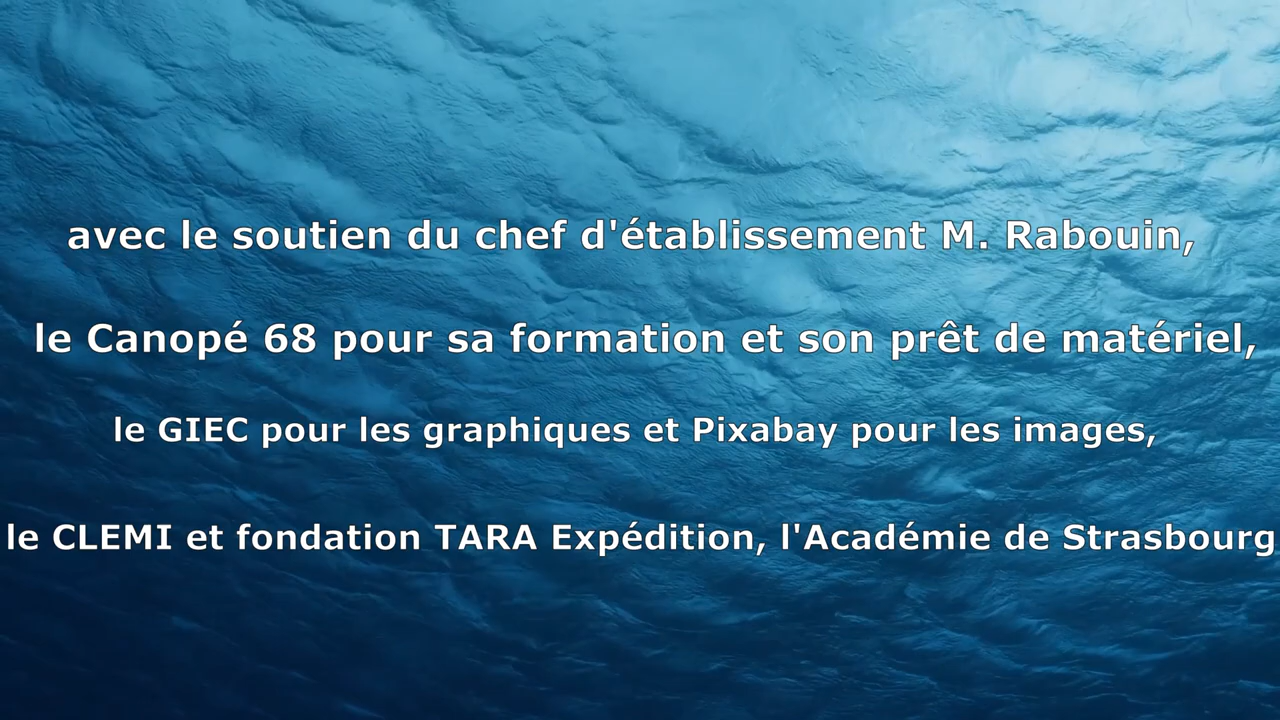 avec le soutien du chef d'établissement M. Rabouin,
le Canopé 68 pour sa formation et son prêt de matériel,
le GIEC pour les graphiques et Pixabay pour les images,
le CLEMI et fondation TARA Expédition, l'Académie de Strasbourg